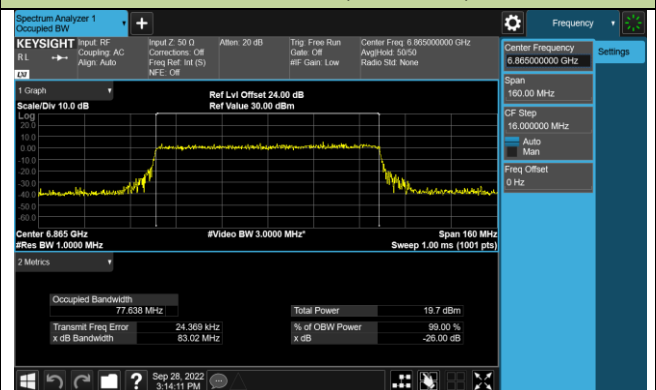 Spectrum Analyzer 1
Occupied BW
Frequency
KEYSIGHT
RL
Input: RF
Coupling: AC
Align: Auto
Input Z: 50 Ω
Corrections: Off
Freq Ref: Int (S)
NFE: Off
Atten: 20 dB
Trig: Free Run
Gate: Off
#IF Gain: Low
Center Freq: 6.865000000 GHz
Avg|Hold: 50/50
Radio Std: None
Center Frequency
6.865000000 GHz
Settings
Span
160.00 MHz
CF Step
16.000000 MHz
Auto
Man
Freq Offset
0 Hz
1 Graph
Scale/Div 10.0 dB
Ref Lvl Offset 24.00 dB
Ref Value 30.00 dBm
Log
20.0
10.0
0.00
-10.0
-20.0
-30.0
-40.0
-50.0
-60.0
Center 6.865 GHz
#Video BW 3.0000 MHz*
Span 160 MHz
#Res BW 1.0000 MHz
Sweep 1.00 ms (1001 pts)
2 Metrics
Occupied Bandwidth
77.638 MHz
Total Power
19.7 dBm
Transmit Freq Error
24.369 kHz
% of OBW Power
99.00 %
x dB Bandwidth
83.02 MHz
x dB
-26.00 dB
Sep 28, 2022
3:14:11 PM